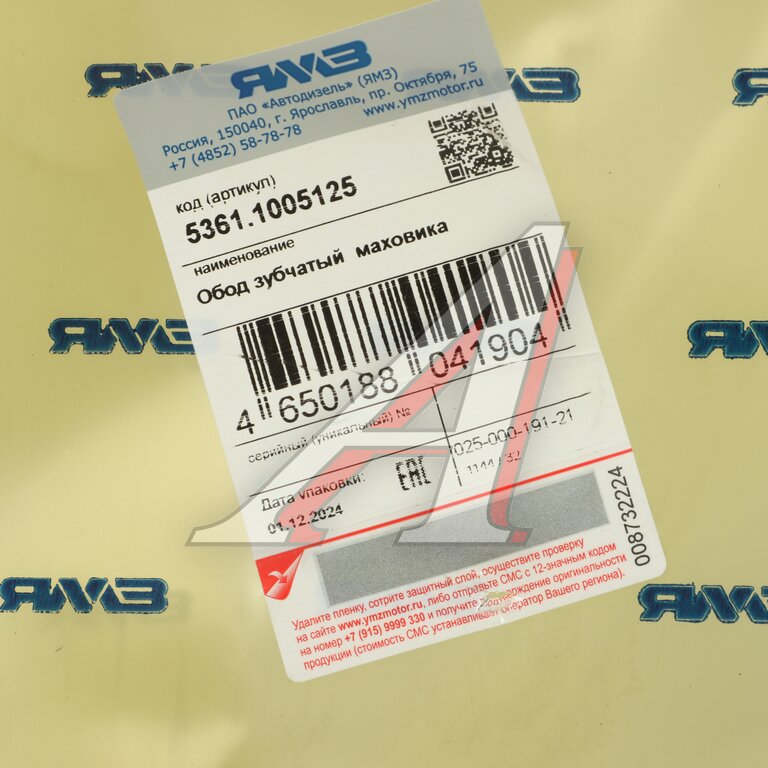 ЯМЗ
ЯМЗ
ЯМЗ
ПАО «Автодизель» (ЯМЗ)
Россия, 150040, г. Ярославль, пр. Октября, 75
+7 (4852) 58-78-78
www.ymzmotor.ru
код (артикул)
5361.1005125
наименование
Обод зубчатый маховика
4 650188 041904
ЯМЗ
ЯМЗ
серийный (уникальный) №
025-000-191-21
Дата упаковки:
EAC
01.12.2024
008732224
ЯМЗ
ЯМЗ
Удалите пленку, сотрите защитный слой, осуществите проверку
на сайте www.ymzmotor.ru, либо отправьте СМС с 12-значным кодом
на номер +7 (915) 9999 330 и получите подтверждение оригинальности
продукции (стоимость СМС устанавливает оператор Вашего региона).